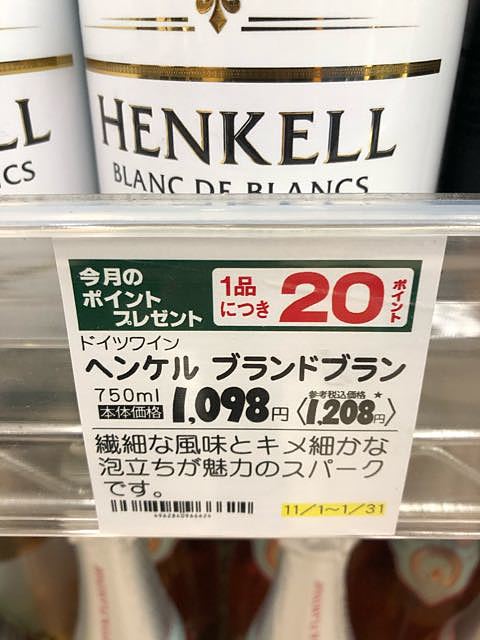 LL
CS
HENKELL
BLANC DE BLANCS
今月の
ポイント
プレゼント
1品
につき
20
ポイント
ドイツワイン
ヘンケル ブランドブラン
750ml
本体価格 1,098円 参考税込価格★ 〈1,208円〉
繊細な風味とキメ細かな
泡立ちが魅力のスパーク
です。
11/1~1/31